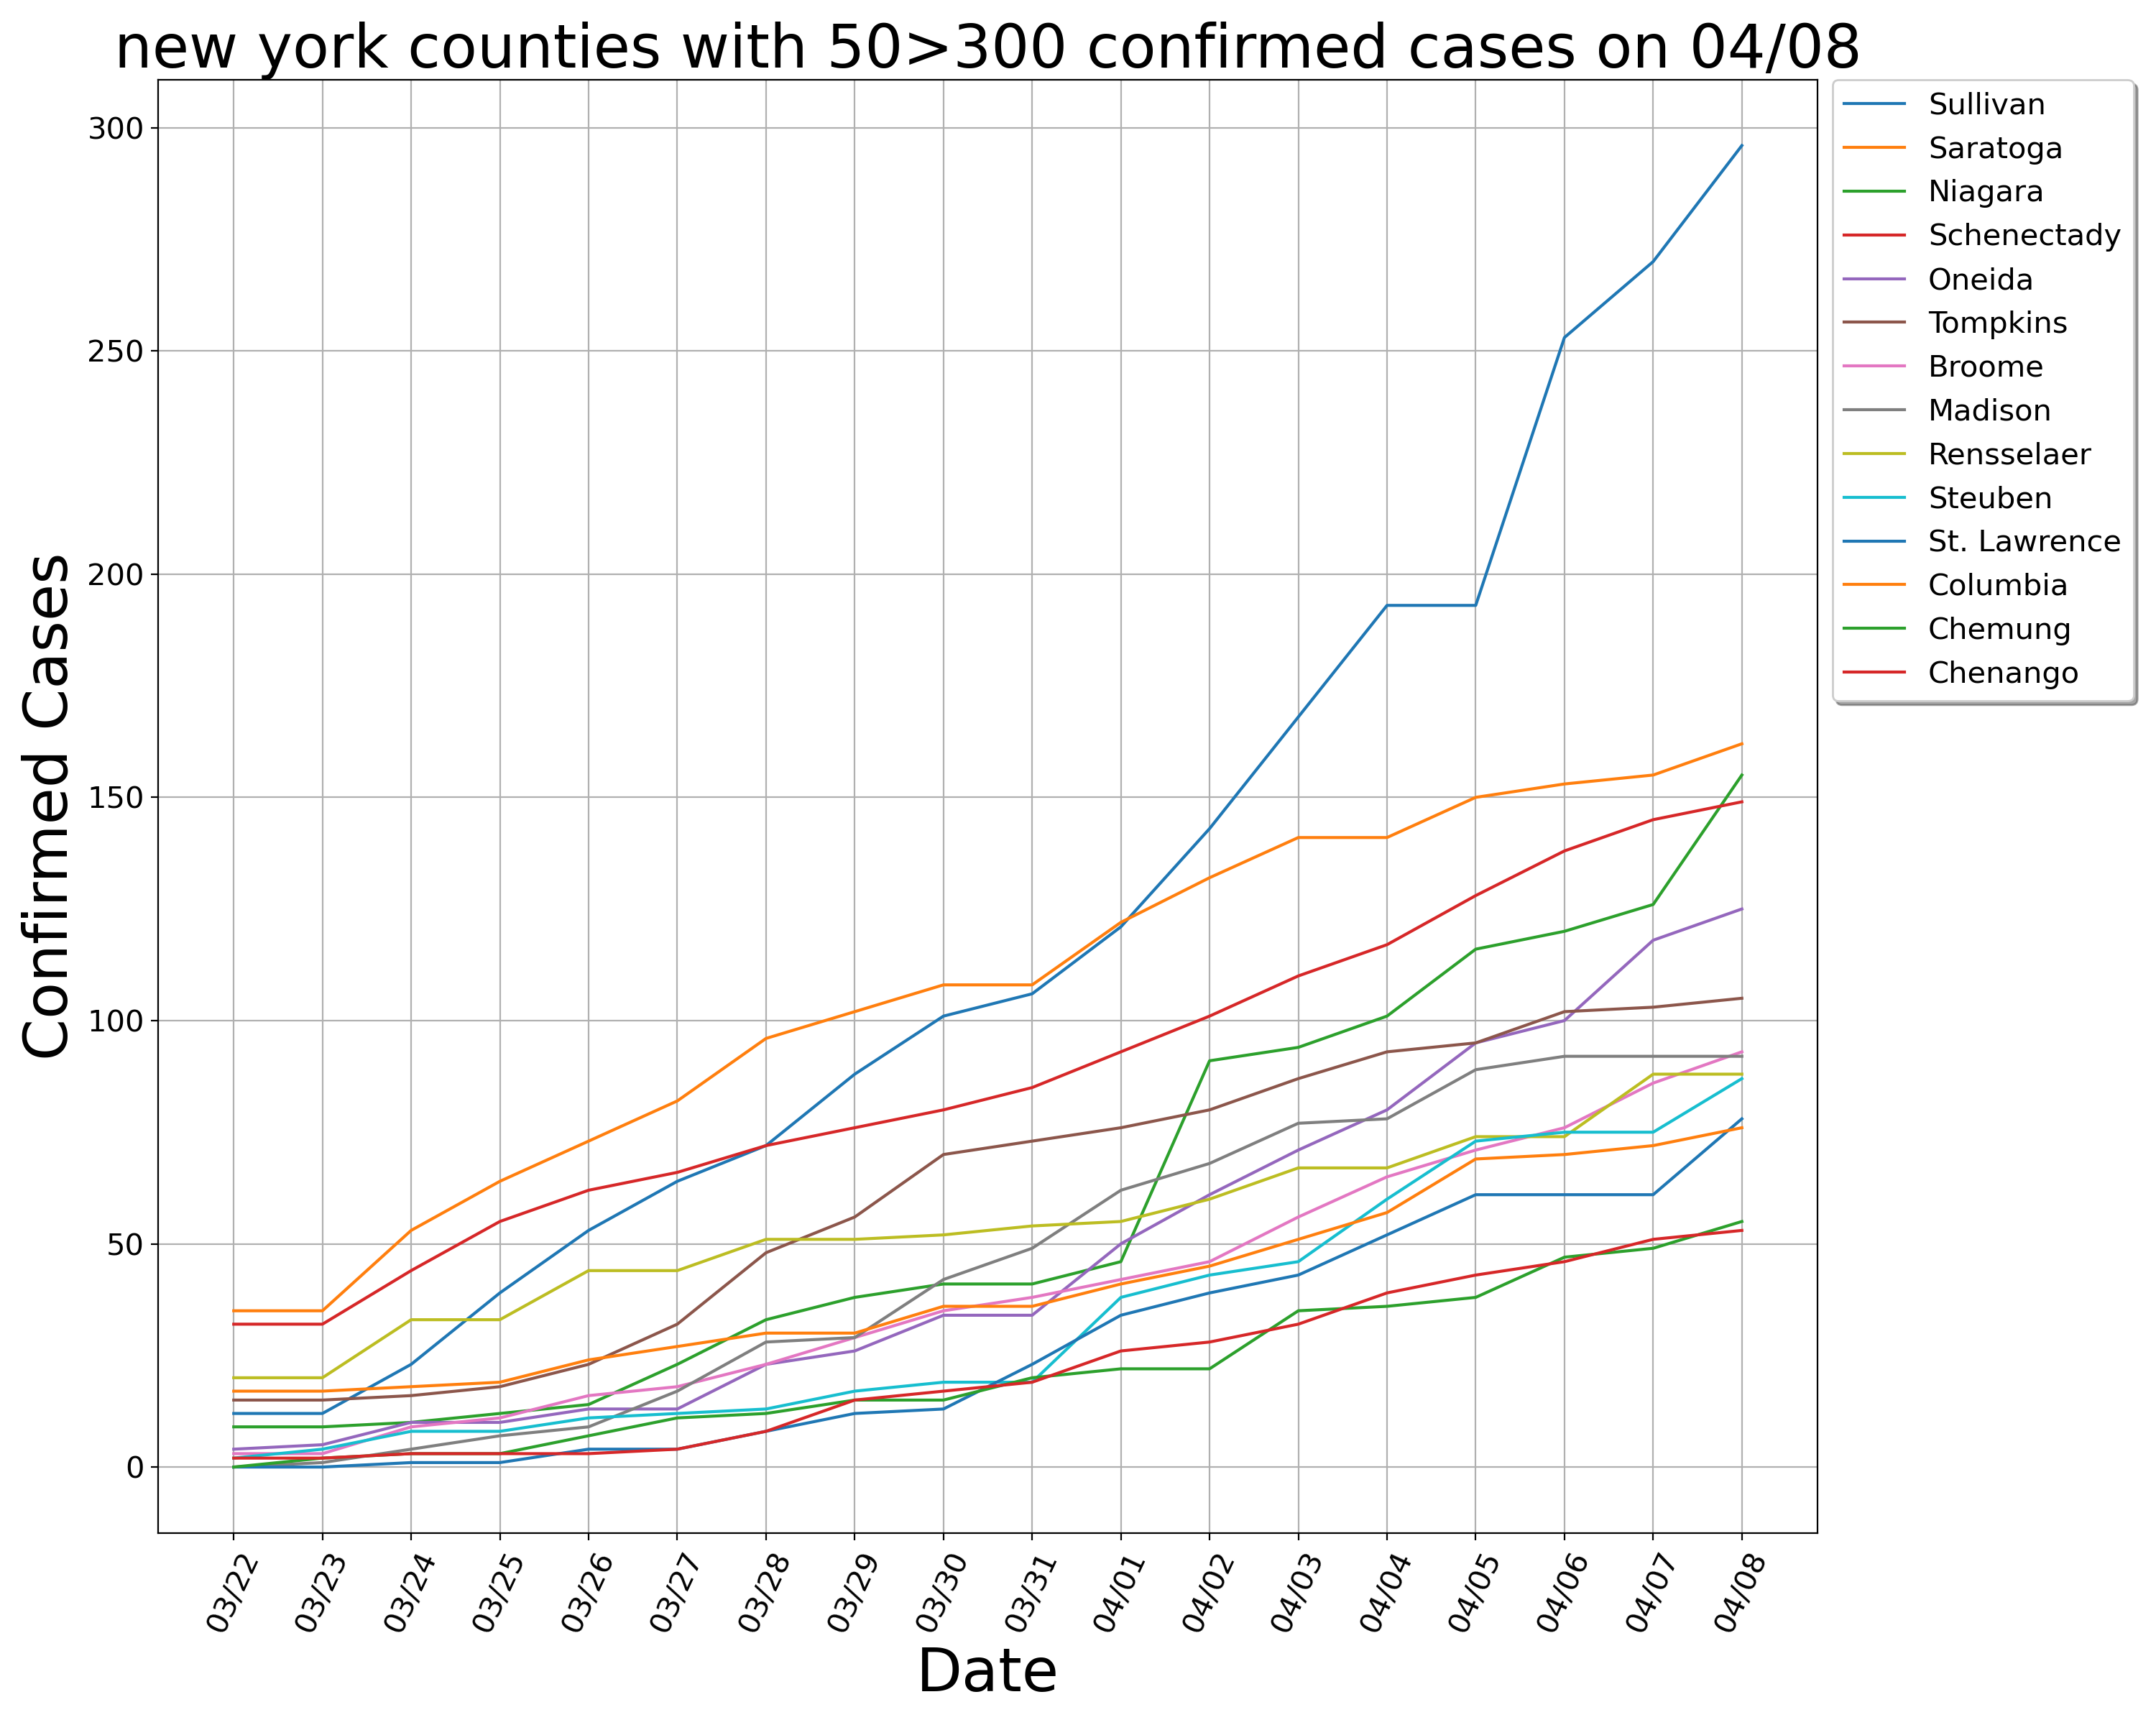 new york counties with 50>300 confirmed cases on 04/08
Confirmed Cases
300
250
200
150
100
50
0
03/22
03/23
03/24
03/25
03/26
03/27
03/28
03/29
03/30
03/31
04/01
04/02
04/03
04/04
04/05
04/06
04/07
04/08
Date
Sullivan
Saratoga
Niagara
Schenectady
Oneida
Tompkins
Broome
Madison
Rensselaer
Steuben
St. Lawrence
Columbia
Chemung
Chenango